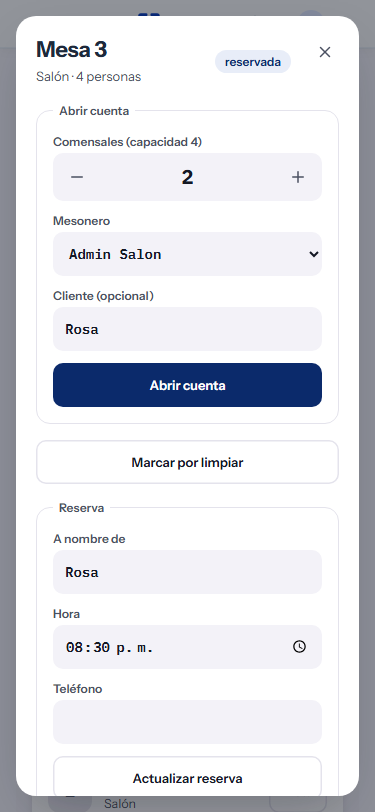 Mesa 3
Salón · 4 personas
reservada
Abrir cuenta
Comensales (capacidad 4)
2
Mesonero
Admin Salon
Cliente (opcional)
Rosa
Abrir cuenta
Marcar por limpiar
Reserva
A nombre de
Rosa
Hora
08:30 p. m.
Teléfono
Actualizar reserva
Salón